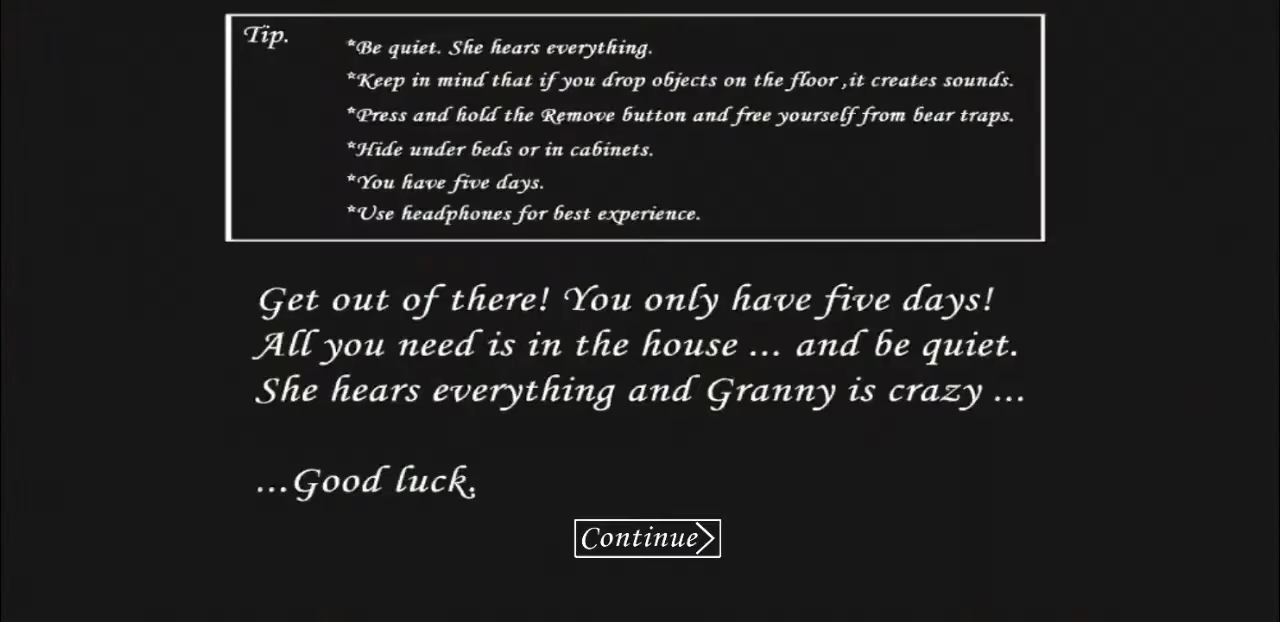 Tip.
*Be quiet. She hears everything.
*Keep in mind that if you drop objects on the floor ,it creates sounds.
*Press and hold the Remove button and free yourself from bear traps.
*Hide under beds or in cabinets.
*You have five days.
*Use headphones for best experience.
Get out of there! You only have five days!
All you need is in the house ... and be quiet.
She hears everything and Granny is crazy ...
...Good luck.
Continue>